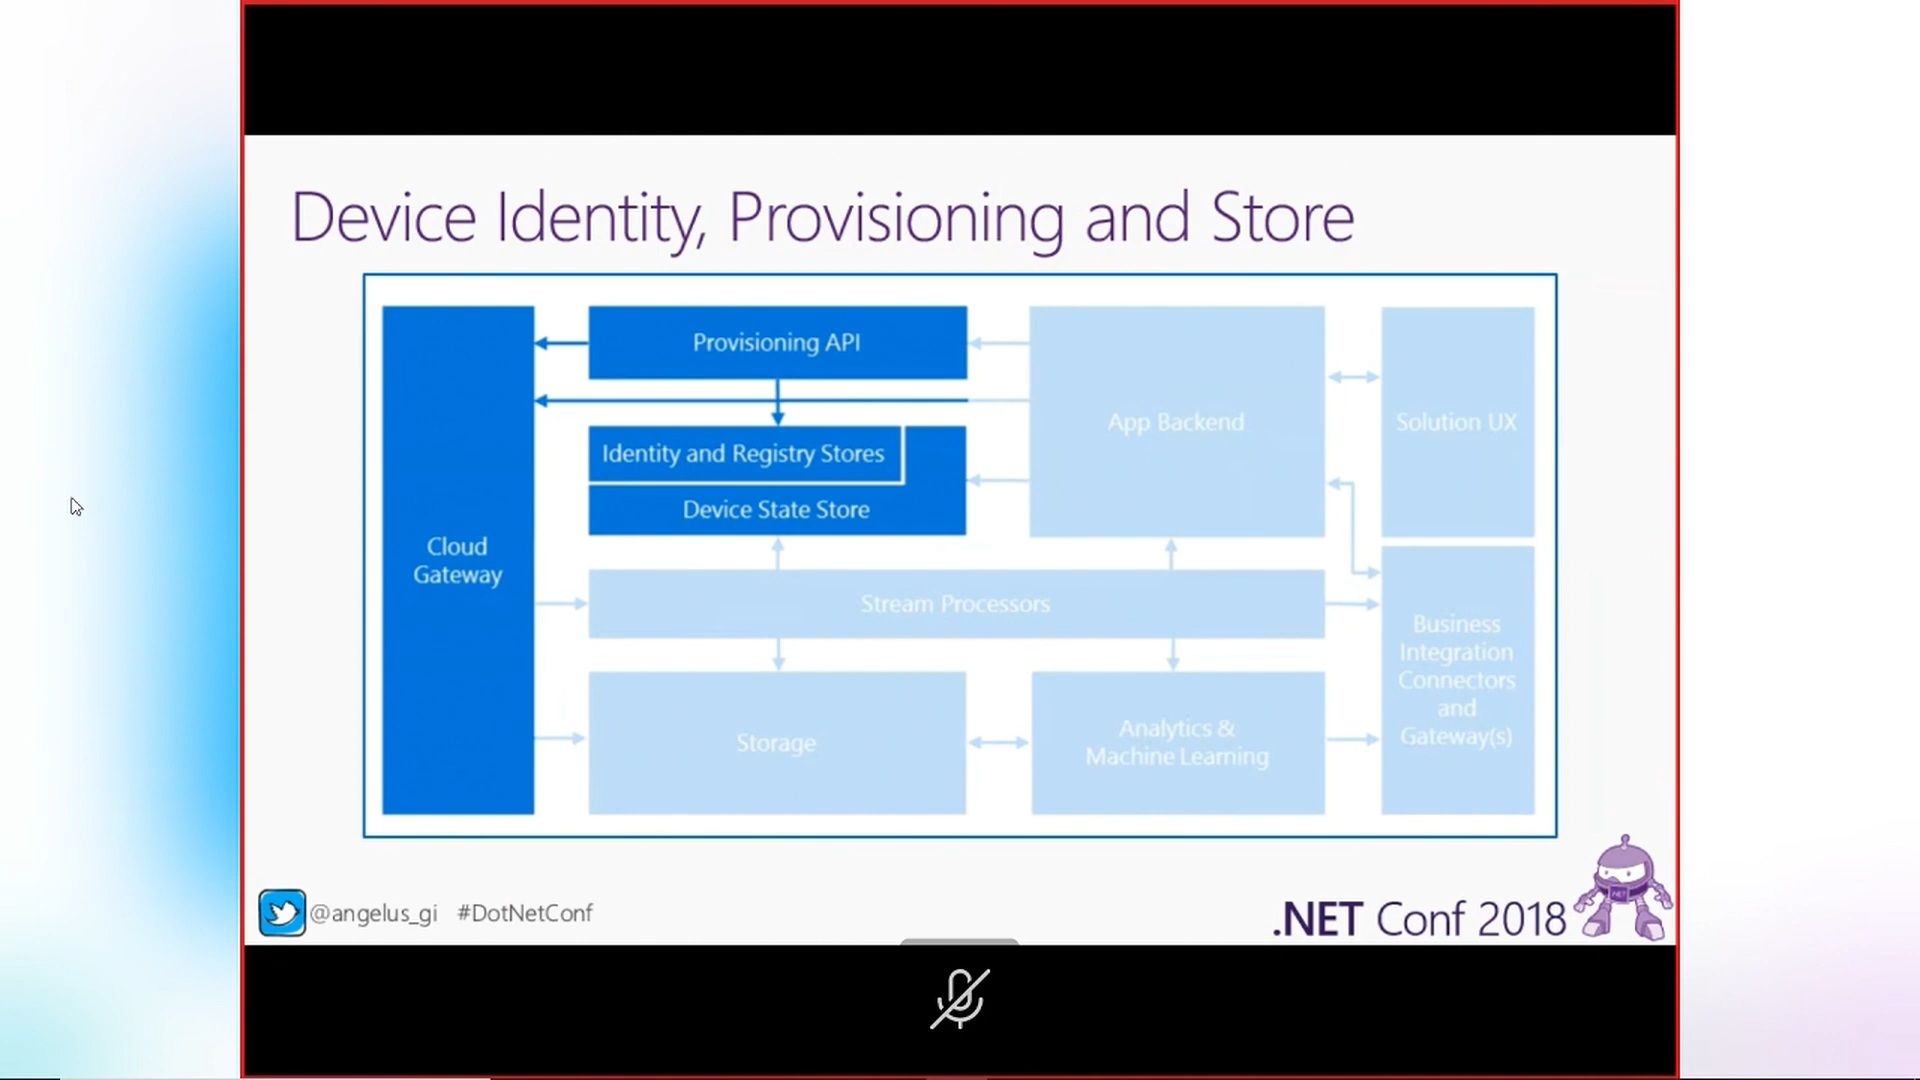 Device Identity, Provisioning and Store
Provisioning API
Identity and Registry Stores
Device State Store
Cloud
Gateway
App Backend
Solution UX
Stream Processors
Storage
Analytics &
Machine Learning
Business
Integration
Connectors
and
Gateway(s)
@angelus_gi #DotNetConf
.NET Conf 2018
.NET